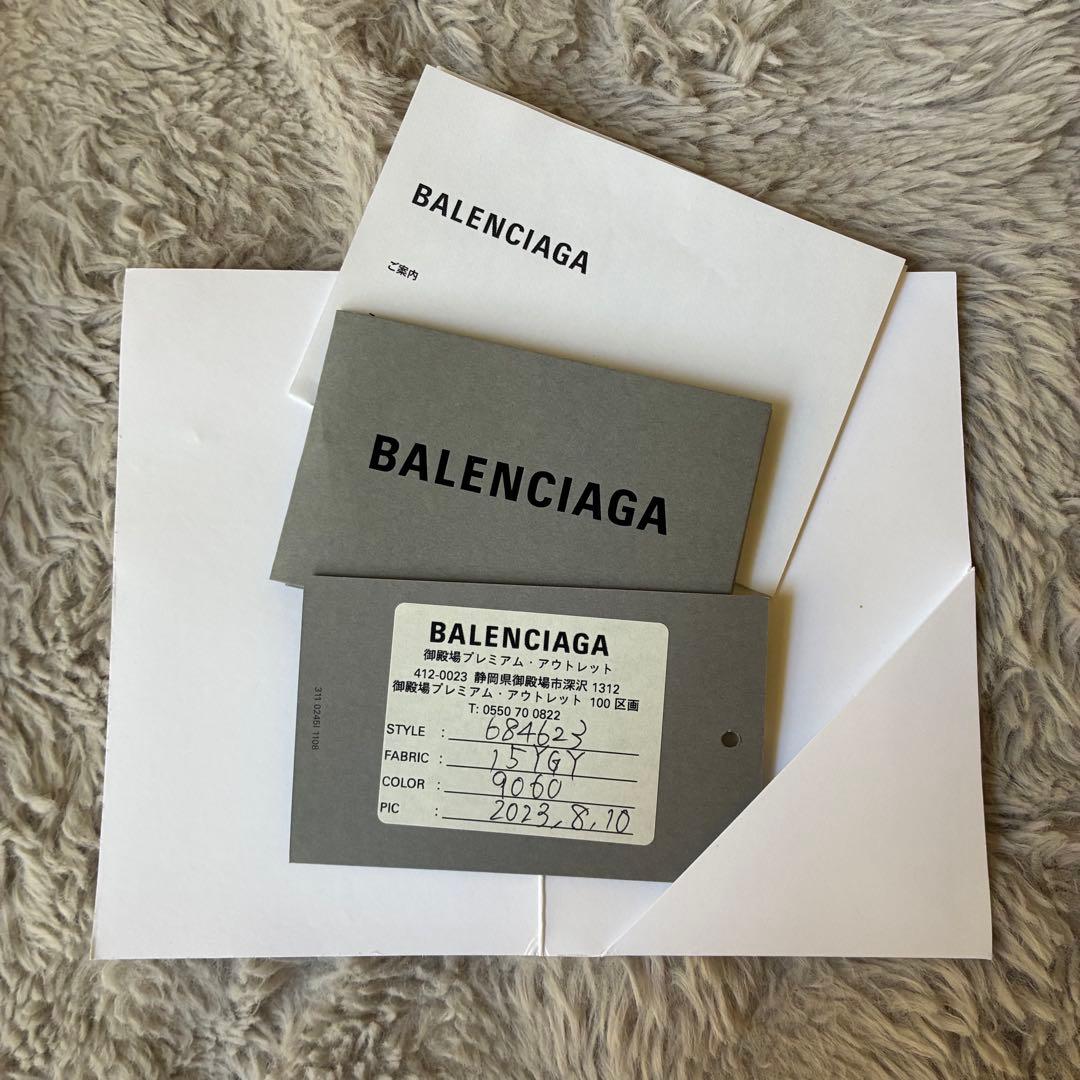 BALENCIAGA
ご案内
BALENCIAGA
BALENCIAGA
御殿場プレミアム・アウトレット
412-0023 静岡県御殿場市深沢 1312
御殿場プレミアム・アウトレット 100 区画
T: 0550 70 0822
STYLE : 684623
FABRIC : 15YGY
COLOR : 9060
PIC : 2023,8,10
311 0245I 1108